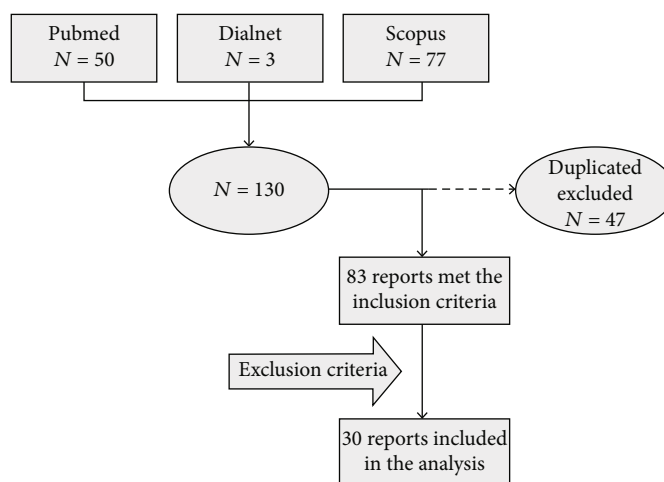 Pubmed
N = 50
Dialnet
N = 3
Scopus
N = 77
N = 130
Duplicated
excluded
N = 47
83 reports met the
inclusion criteria
Exclusion criteria
30 reports included
in the analysis